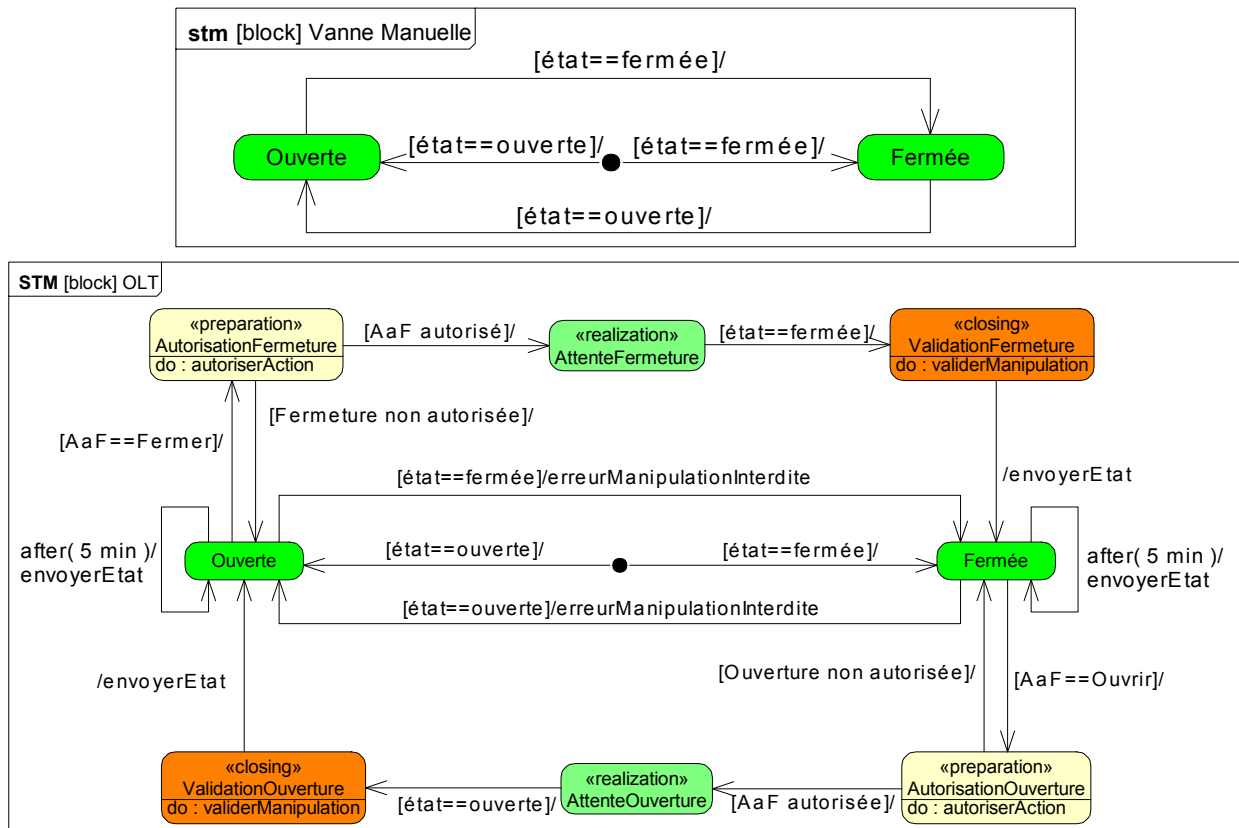 stm [block] Vanne Manuelle
[état==fermée]/
Ouverte
[état==ouverte]/
[état==fermée]/
Fermée
[état==ouverte]/
STM [block] OLT
«preparation»
AutorisationFermeture
do : autoriserAction
[AaF autorisé]/
«realization»
AttenteFermeture
[état==fermée]/
«closing»
ValidationFermeture
do : validerManipulation
[AaF==Fermer]/
[Fermeture non autorisée]/
[état==fermée]/erreurManipulationInterdite
/envoyerEtat
after( 5 min )/
envoyerEtat
Ouverte
[état==ouverte]/
[état==fermée]/
Fermée
after( 5 min )/
envoyerEtat
[état==ouverte]/erreurManipulationInterdite
/envoyerEtat
[Ouverture non autorisée]/
[AaF==Ouvrir]/
«closing»
ValidationOuverture
do : validerManipulation
[état==ouverte]/
«realization»
AttenteOuverture
[AaF autorisée]/
«preparation»
AutorisationOuverture
do : autoriserAction